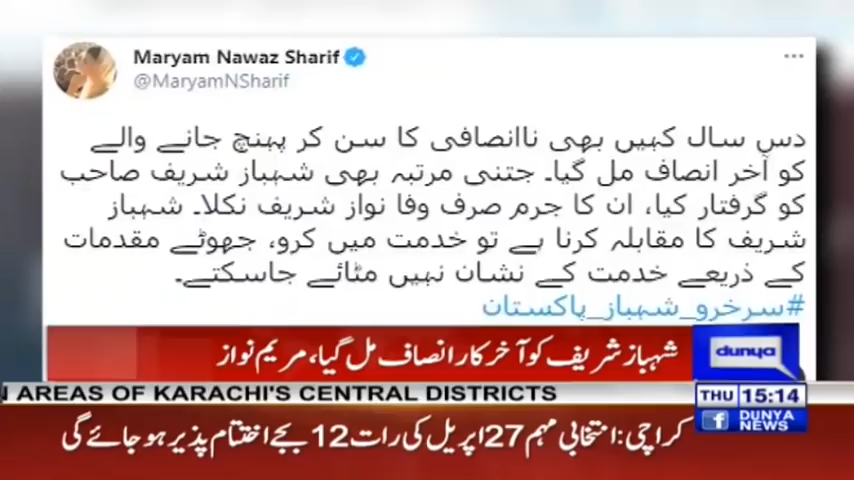 Maryam Nawaz Sharif
@MaryamNSharif
دس سال کہیں بھی ناانصافی کا سن کر پہنچ جانے والے
کو آخر انصاف مل گیا۔ جتنی مرتبہ بھی شہباز شریف صاحب
کو گرفتار کیا، ان کا جرم صرف وفا نواز شریف نکلا۔ شہباز
شریف کا مقابلہ کرنا ہے تو خدمت میں کرو، جھوٹے مقدمات
کے ذریعے خدمت کے نشان نہیں مٹائے جاسکتے۔
#سرخرو_شہباز_پاکستان
شہباز شریف کو آخر کار انصاف مل گیا، مریم نواز
dunya
N AREAS OF KARACHI'S CENTRAL DISTRICTS
THU 15:14
کراچی: انتخابی مہم 27 اپریل کی رات 12 بجے اختتام پذیر ہو جائے گی
f DUNYA NEWS